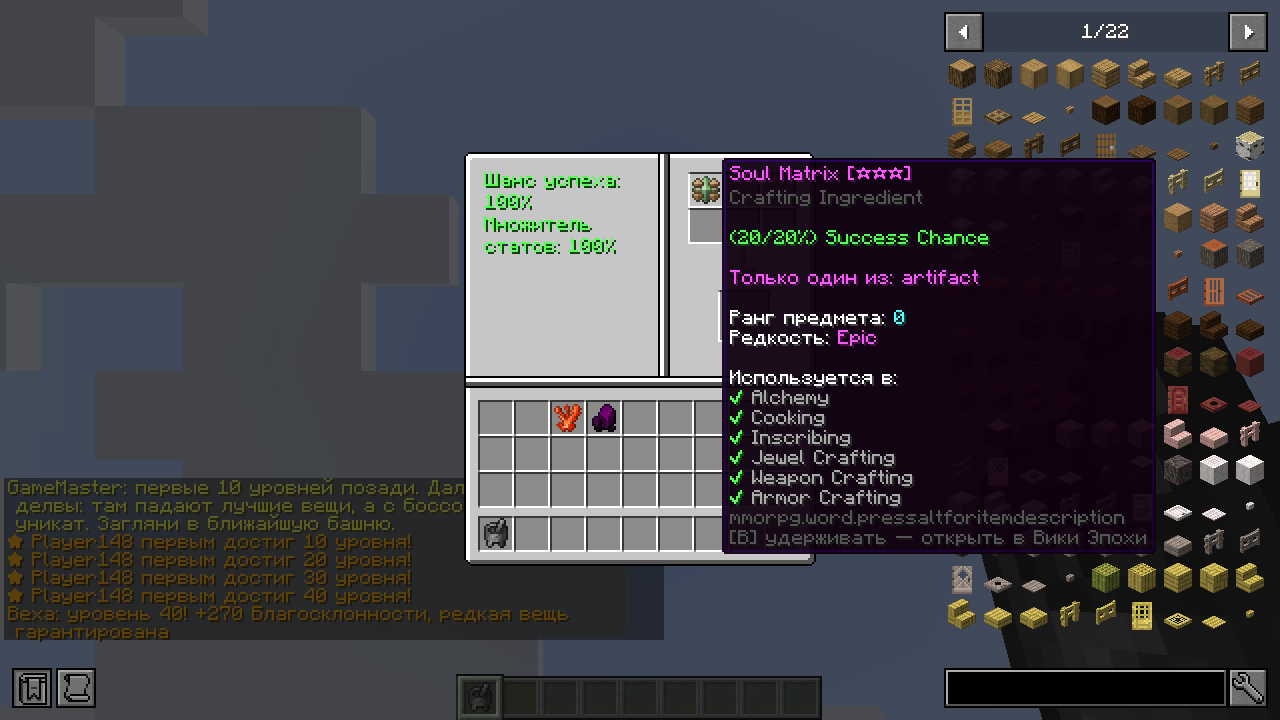 1/22
Шанс успеха:
100%
Множитель
статов: 100%
Soul Matrix [☆☆☆]
Crafting Ingredient
(20/20%) Success Chance
Только один из: artifact
Ранг предмета: 0
Редкость: Epic
Используется в:
✔ Alchemy
✔ Cooking
✔ Inscribing
✔ Jewel Crafting
✔ Weapon Crafting
✔ Armor Crafting
mmorpg.word.pressaltforitemdescription
[B] удерживать — открыть в Вики Эпохи
GameMaster: первые 10 уровней позади. Дал
делвы: там падают лучшие вещи, а с боссо
уникат. Загляни в ближайшую башню.
★ Player148 первым достиг 10 уровня!
★ Player148 первым достиг 20 уровня!
★ Player148 первым достиг 30 уровня!
★ Player148 первым достиг 40 уровня!
Веха: уровень 40! +270 Благосклонности, редкая вещь
гарантирована